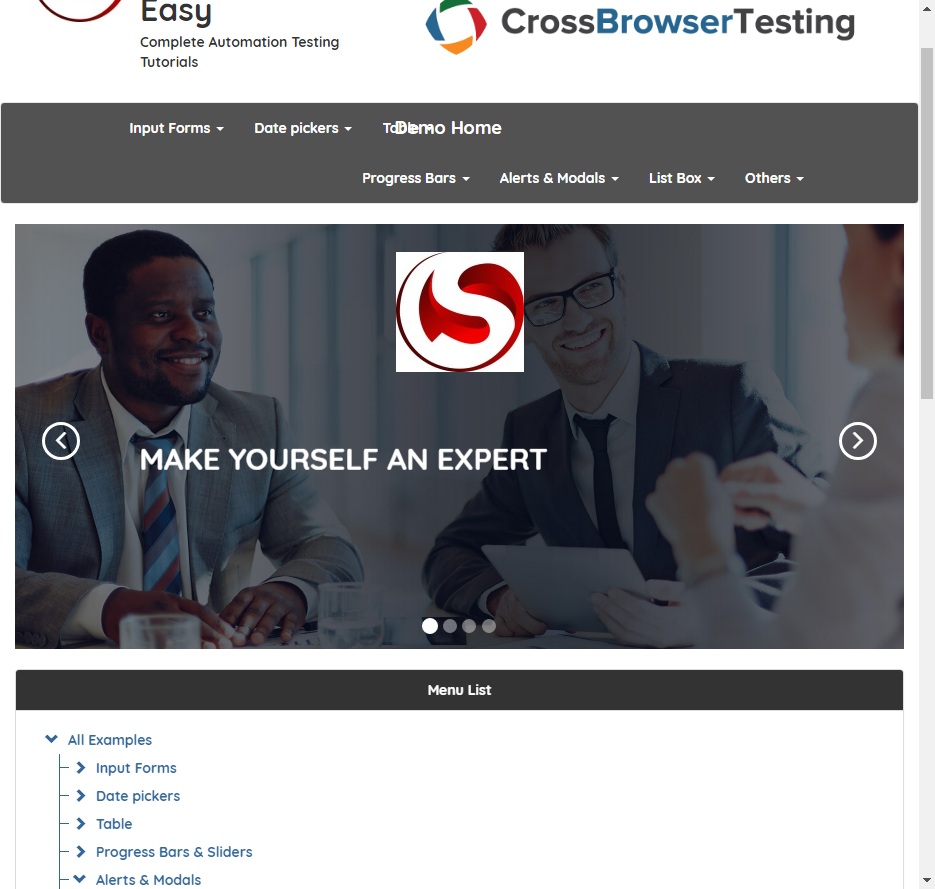 Easy
Complete Automation Testing
Tutorials
CrossBrowserTesting
Input Forms
Date pickers
Table
Demo Home
Progress Bars
Alerts & Modals
List Box
Others
MAKE YOURSELF AN EXPERT
Menu List
All Examples
Input Forms
Date pickers
Table
Progress Bars & Sliders
Alerts & Modals